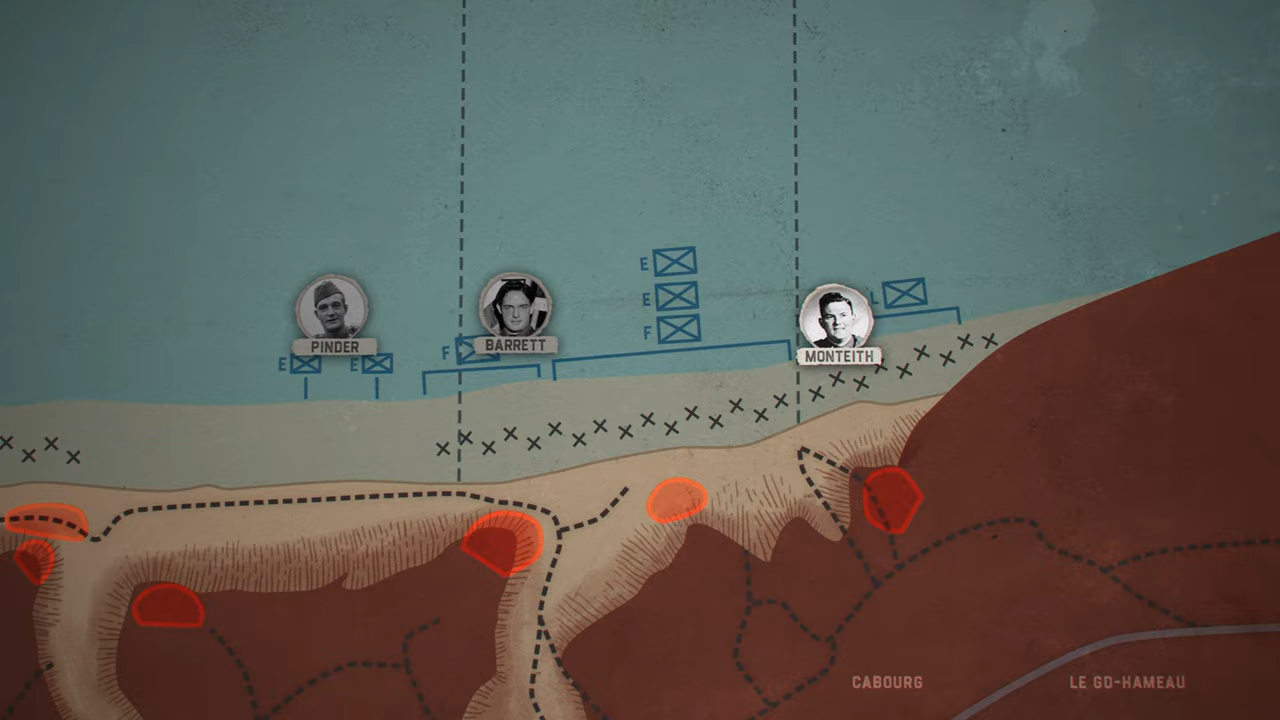 E
E
F
PINDER
BARRETT
MONTEITH
L
E
E
F
CABOURG
LE GD-HAMEAU